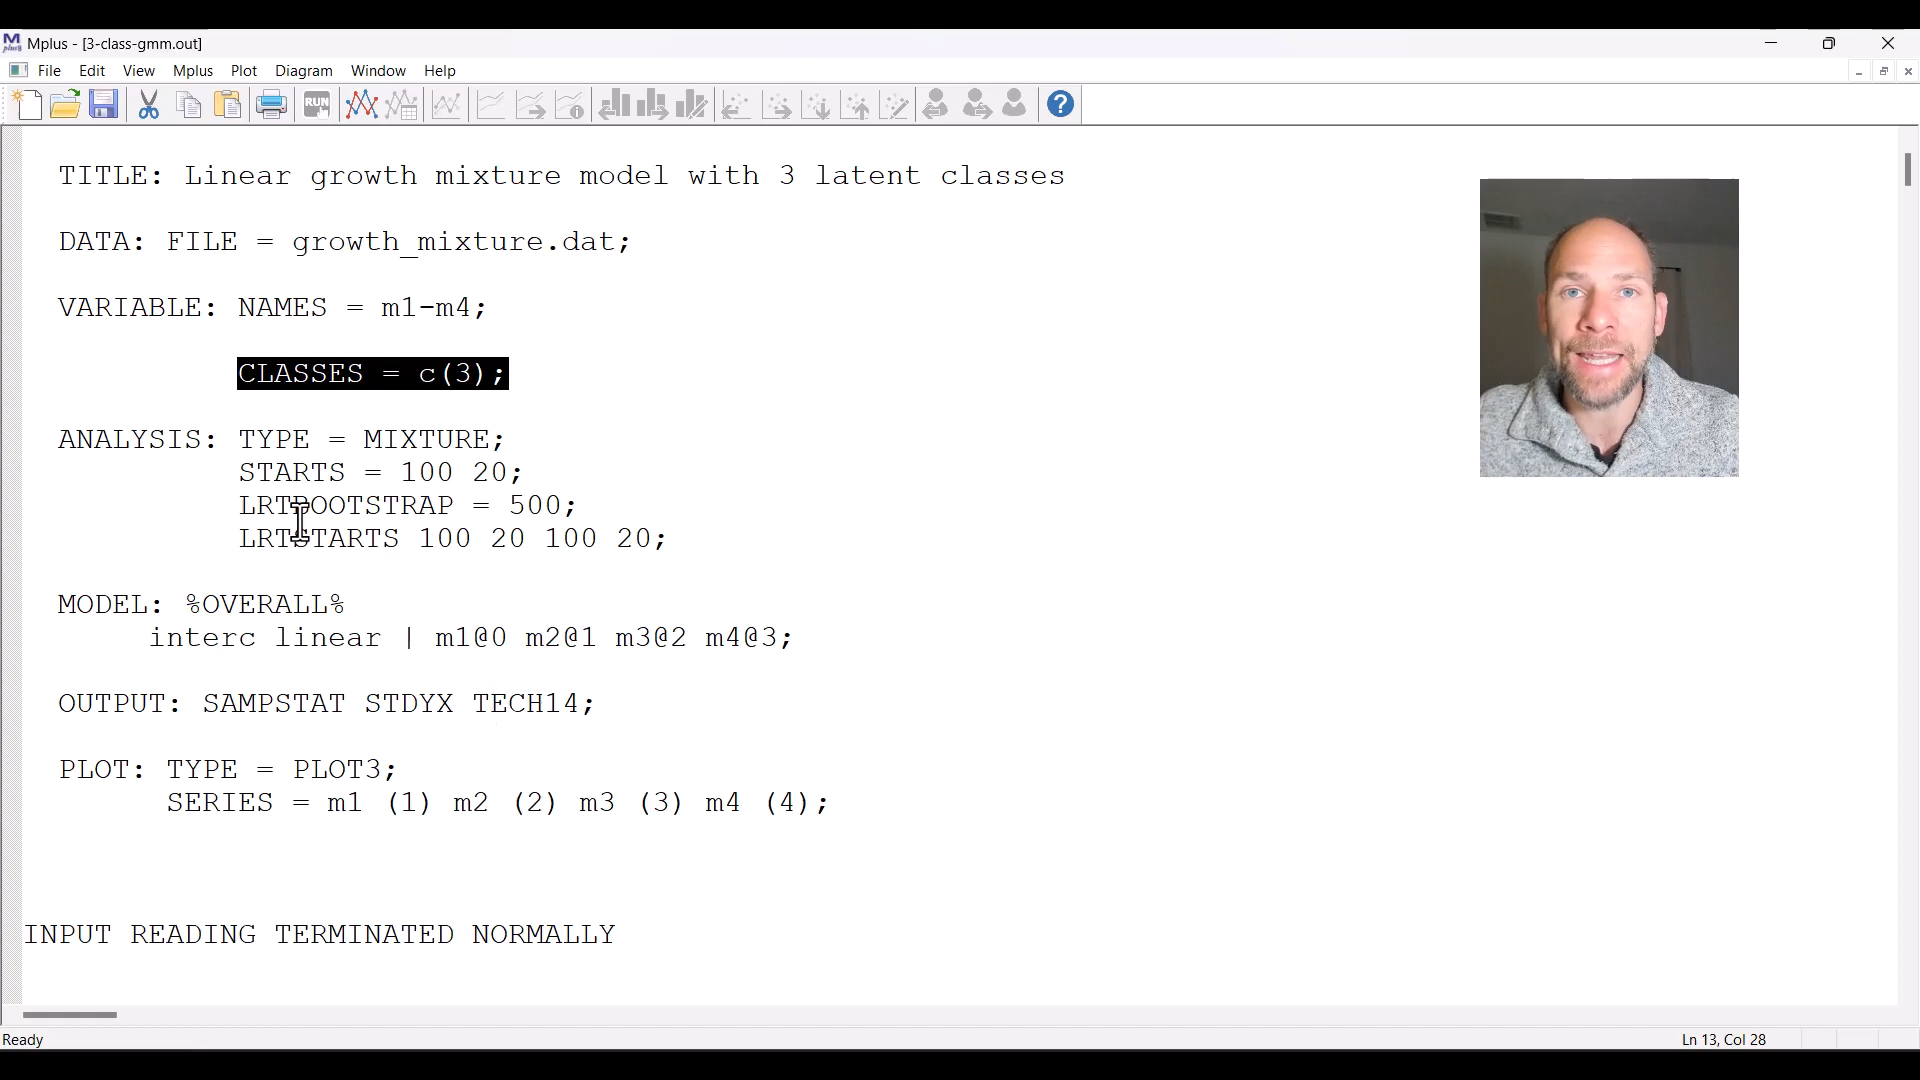 Mplus - [3-class-gmm.out]
File Edit View Mplus Plot Diagram Window Help
RUN
TITLE: Linear growth mixture model with 3 latent classes
DATA: FILE = growth_mixture.dat;
VARIABLE: NAMES = m1-m4;
CLASSES = c(3);
ANALYSIS: TYPE = MIXTURE;
STARTS = 100 20;
LRTBOOTSTRAP = 500;
LRTSTARTS 100 20 100 20;
MODEL: %OVERALL%
interc linear | m1@0 m2@1 m3@2 m4@3;
OUTPUT: SAMPSTAT STDYX TECH14;
PLOT: TYPE = PLOT3;
SERIES = m1 (1) m2 (2) m3 (3) m4 (4);
INPUT READING TERMINATED NORMALLY
Ready
Ln 13, Col 28